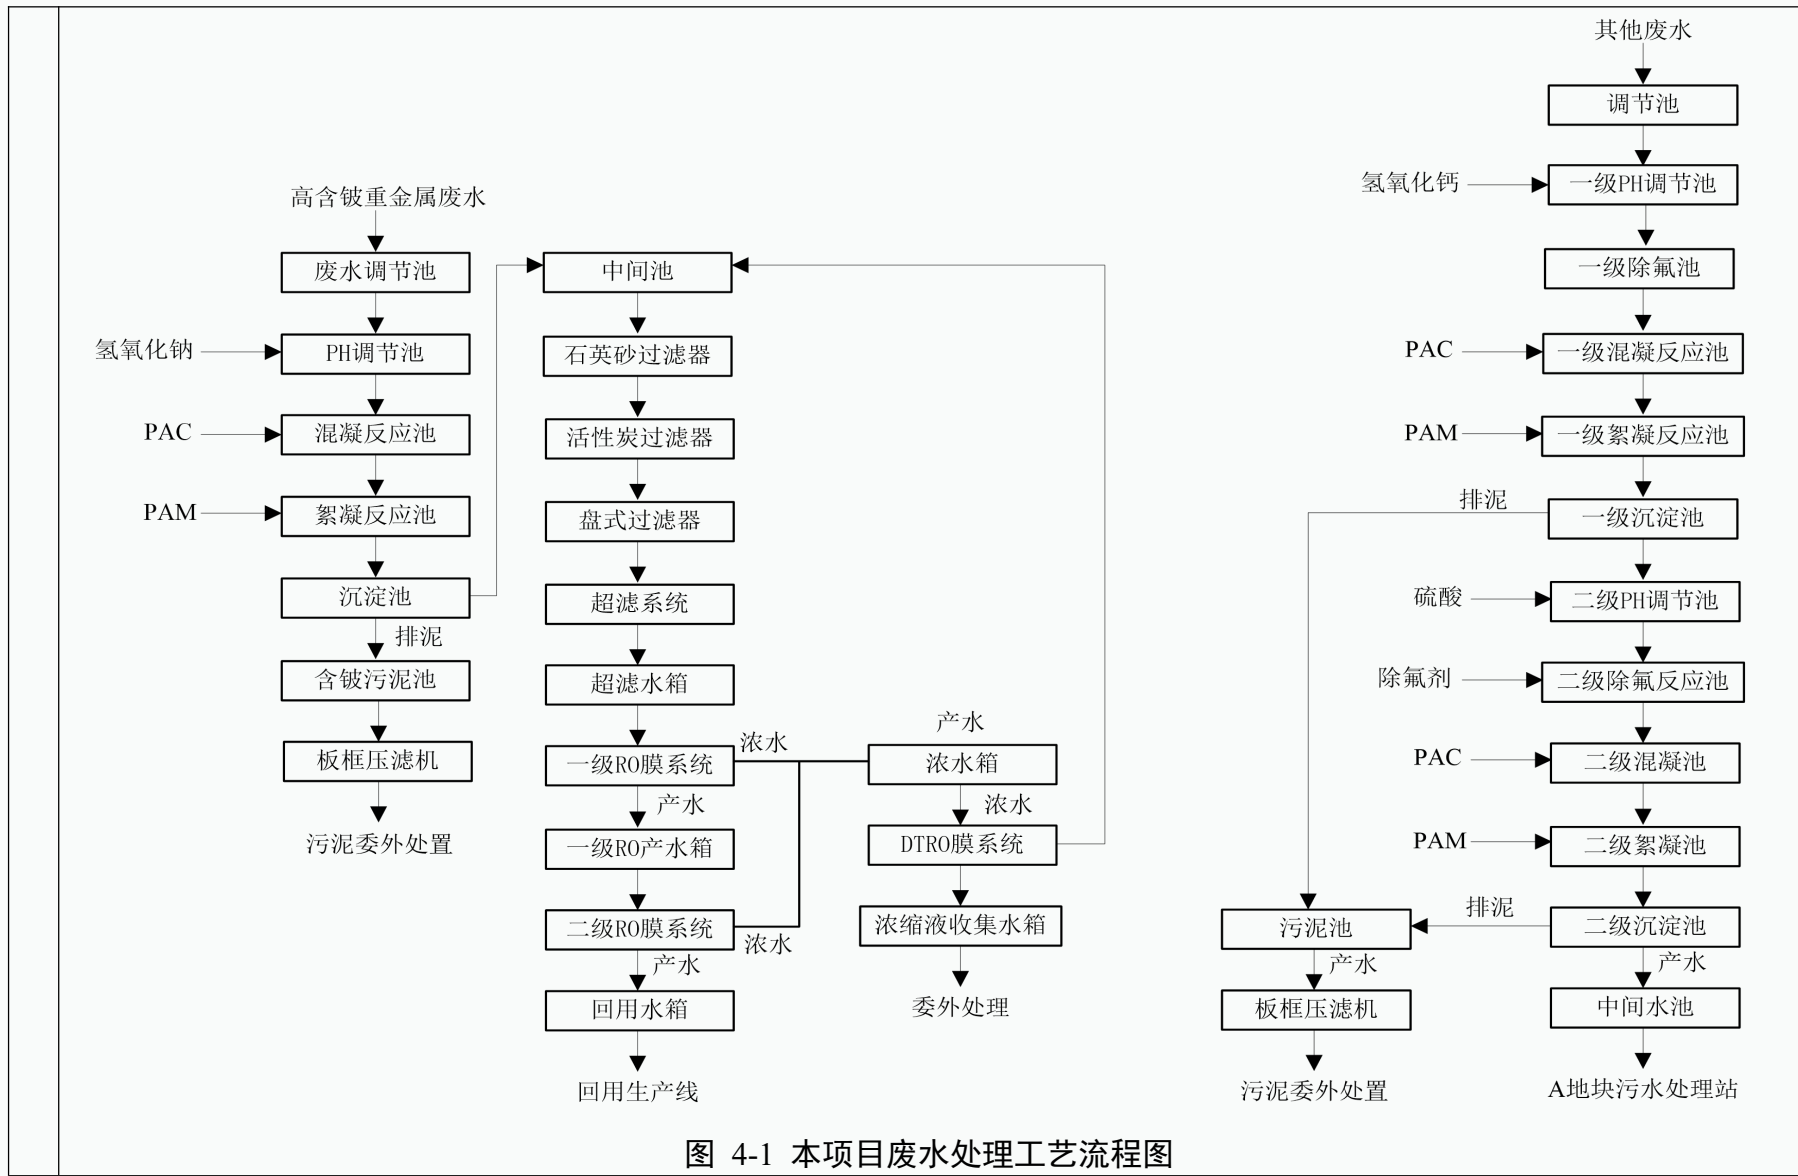 高含铍重金属废水
废水调节池
氢氧化钠
PH调节池
PAC
混凝反应池
PAM
絮凝反应池
沉淀池
排泥
含铍污泥池
板框压滤机
污泥委外处置
中间池
石英砂过滤器
活性炭过滤器
盘式过滤器
超滤系统
超滤水箱
一级RO膜系统
浓水
产水
一级RO产水箱
二级RO膜系统
浓水
产水
回用水箱
回用生产线
产水
浓水箱
浓水
DTRO膜系统
浓缩液收集水箱
委外处理
其他废水
调节池
氢氧化钙
一级PH调节池
一级除氟池
PAC
一级混凝反应池
PAM
一级絮凝反应池
排泥
一级沉淀池
硫酸
二级PH调节池
除氟剂
二级除氟反应池
PAC
二级混凝池
PAM
二级絮凝池
排泥
二级沉淀池
产水
中间水池
A地块污水处理站
污泥池
产水
板框压滤机
污泥委外处置
图 4-1 本项目废水处理工艺流程图